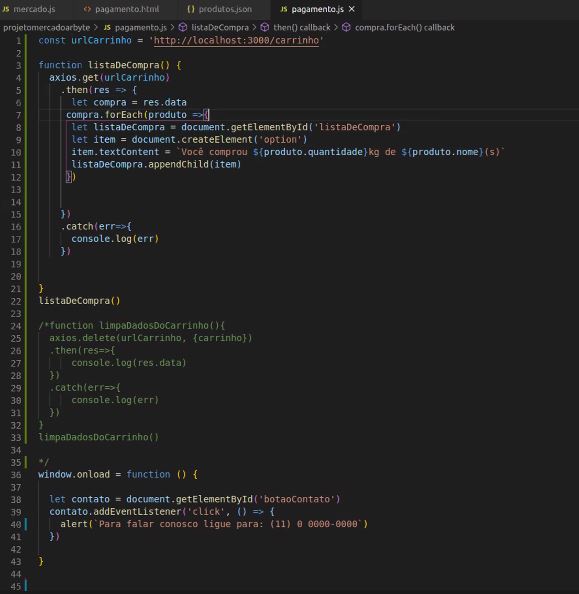 JS mercado.js <> pagamento.html {} produtos.json JS pagamento.js ×
projetomercadoarbyte > JS pagamento.js > listaDeCompra > then() callback > compra.forEach() callback
1 const urlCarrinho = 'http://localhost:3000/carrinho'
2
3 function listaDeCompra() {
4 axios.get(urlCarrinho)
5 .then(res => {
6 let compra = res.data
7 compra.forEach(produto =>{
8 let listaDeCompra = document.getElementById('listaDeCompra')
9 let item = document.createElement('option')
10 item.textContent = `Você comprou ${produto.quantidade}kg de ${produto.nome}(s)`
11 listaDeCompra.appendChild(item)
12 })
13
14
15 })
16 .catch(err=>{
17 console.log(err)
18 })
19
20
21 }
22 listaDeCompra()
23
24 /*function limpaDadosDoCarrinho(){
25 axios.delete(urlCarrinho, {carrinho})
26 .then(res=>{
27 console.log(res.data)
28 })
29 .catch(err=>{
30 console.log(err)
31 })
32 }
33 limpaDadosDoCarrinho()
34
35 */
36 window.onload = function () {
37
38 let contato = document.getElementById('botaoContato')
39 contato.addEventListener('click', () => {
40 alert(`Para falar conosco ligue para: (11) 0 0000-0000`)
41 })
42
43 }
44
45